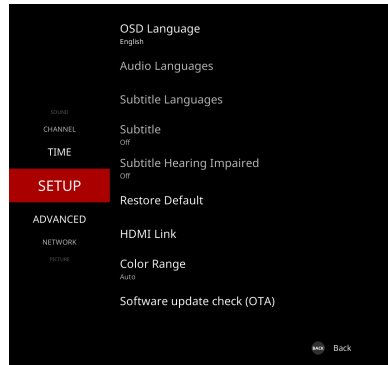 OSD Language
English
Audio Languages
Subtitle Languages
Subtitle
Off
Subtitle Hearing Impaired
Off
Restore Default
HDMI Link
Color Range
Auto
Software update check (OTA)
SOUND
CHANNEL
TIME
SETUP
ADVANCED
NETWORK
PICTURE
BACK Back